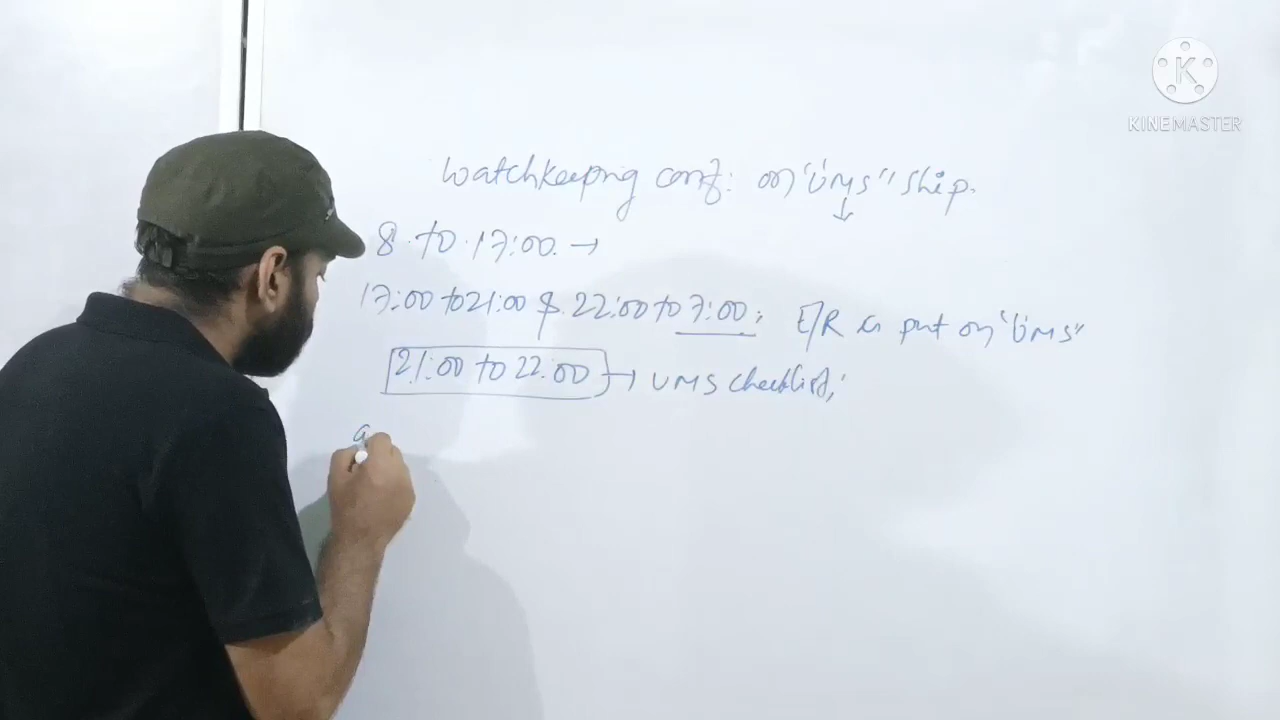 KINEMASTER
Watchkeeping conf: on "UMS" ship.
8 to 17:00 →
17:00 to 21:00 & 22:00 to 7:00; E/R is put on "UMS"
21:00 to 22:00 → UMS checklist;